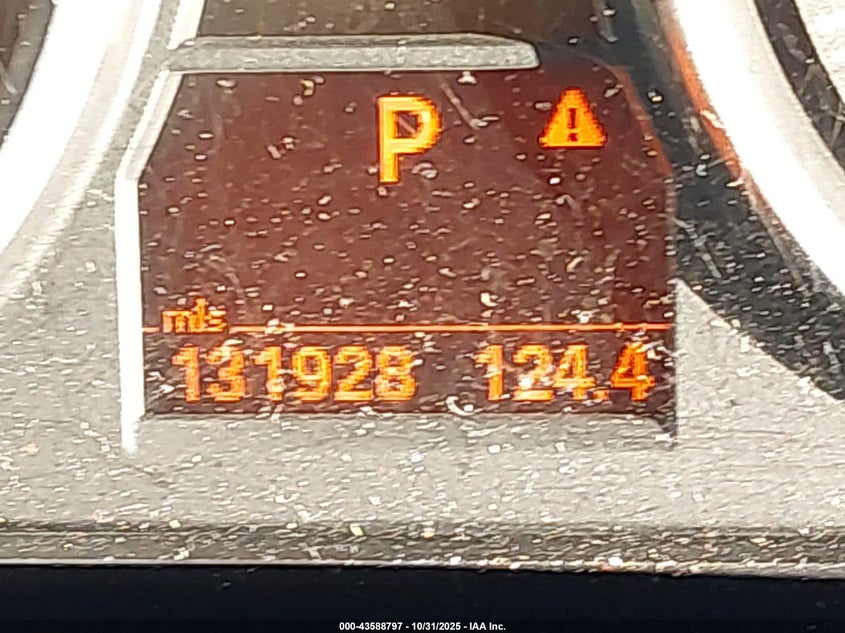 P
mls
131928 124.4
000-43588797 - 10/31/2025 - IAA Inc.